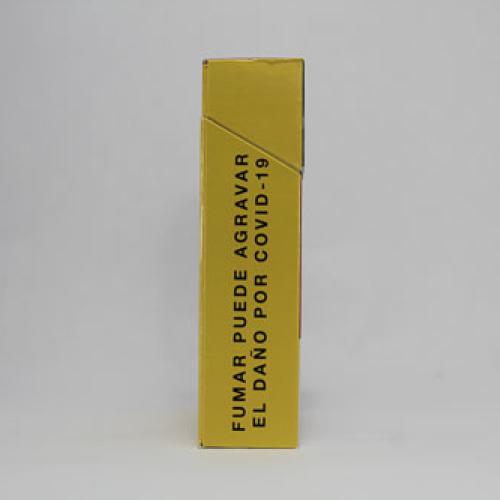 FUMAR PUEDE AGRAVAR
EL DAÑO POR COVID-19